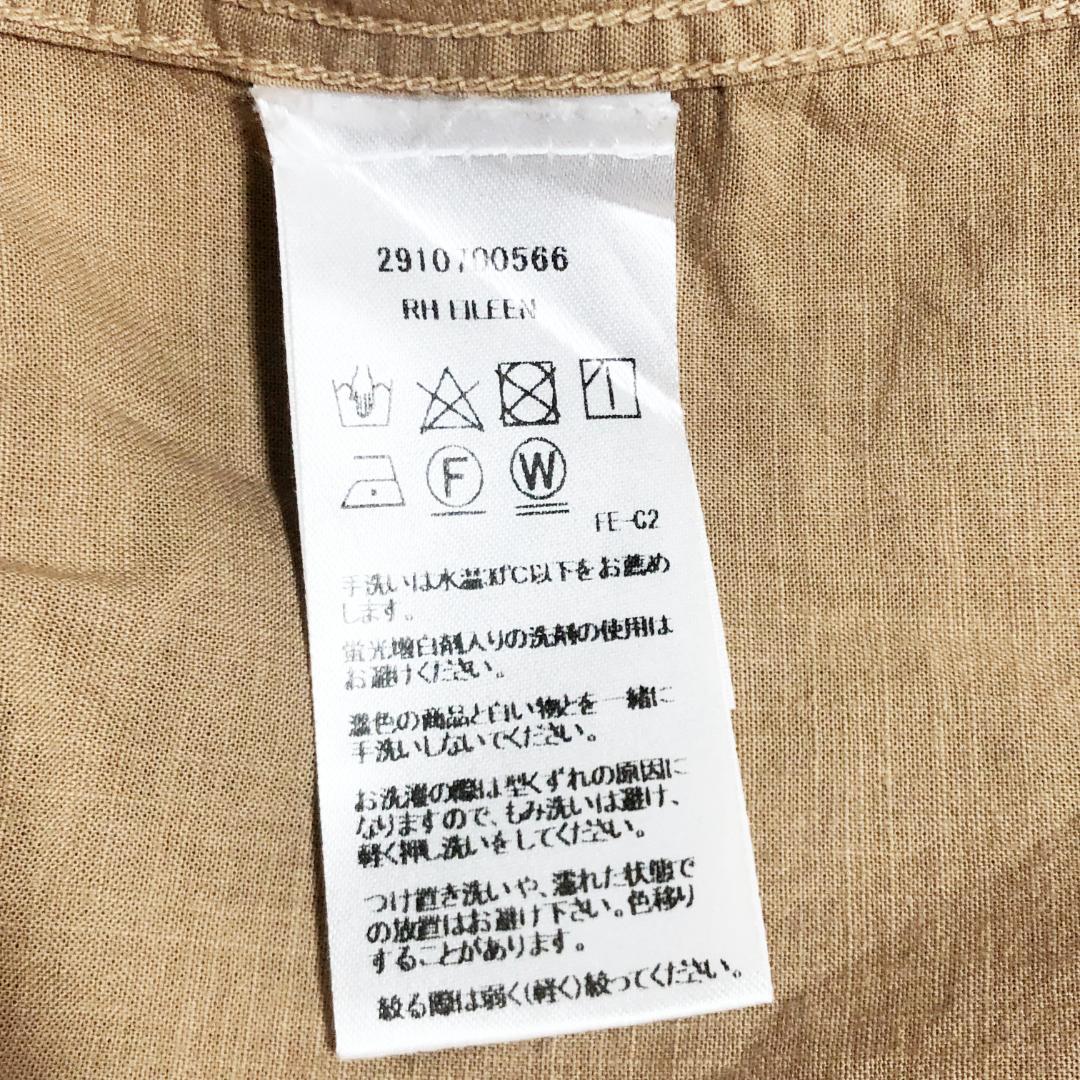 2910700566
RH EILEEN
F W
FE-C2
手洗いは水温30℃以下をお薦め
します。
蛍光増白剤入りの洗剤の使用は
お避けください。
濃色の商品と白い物とを一緒に
手洗いしないでください。
お洗濯の際は型くずれの原因に
なりますので、もみ洗いは避け、
軽く押し洗いをしてください。
つけ置き洗いや、濡れた状態で
の放置はお避け下さい。色移り
することがあります。
絞る際は弱く(軽く)絞ってください。